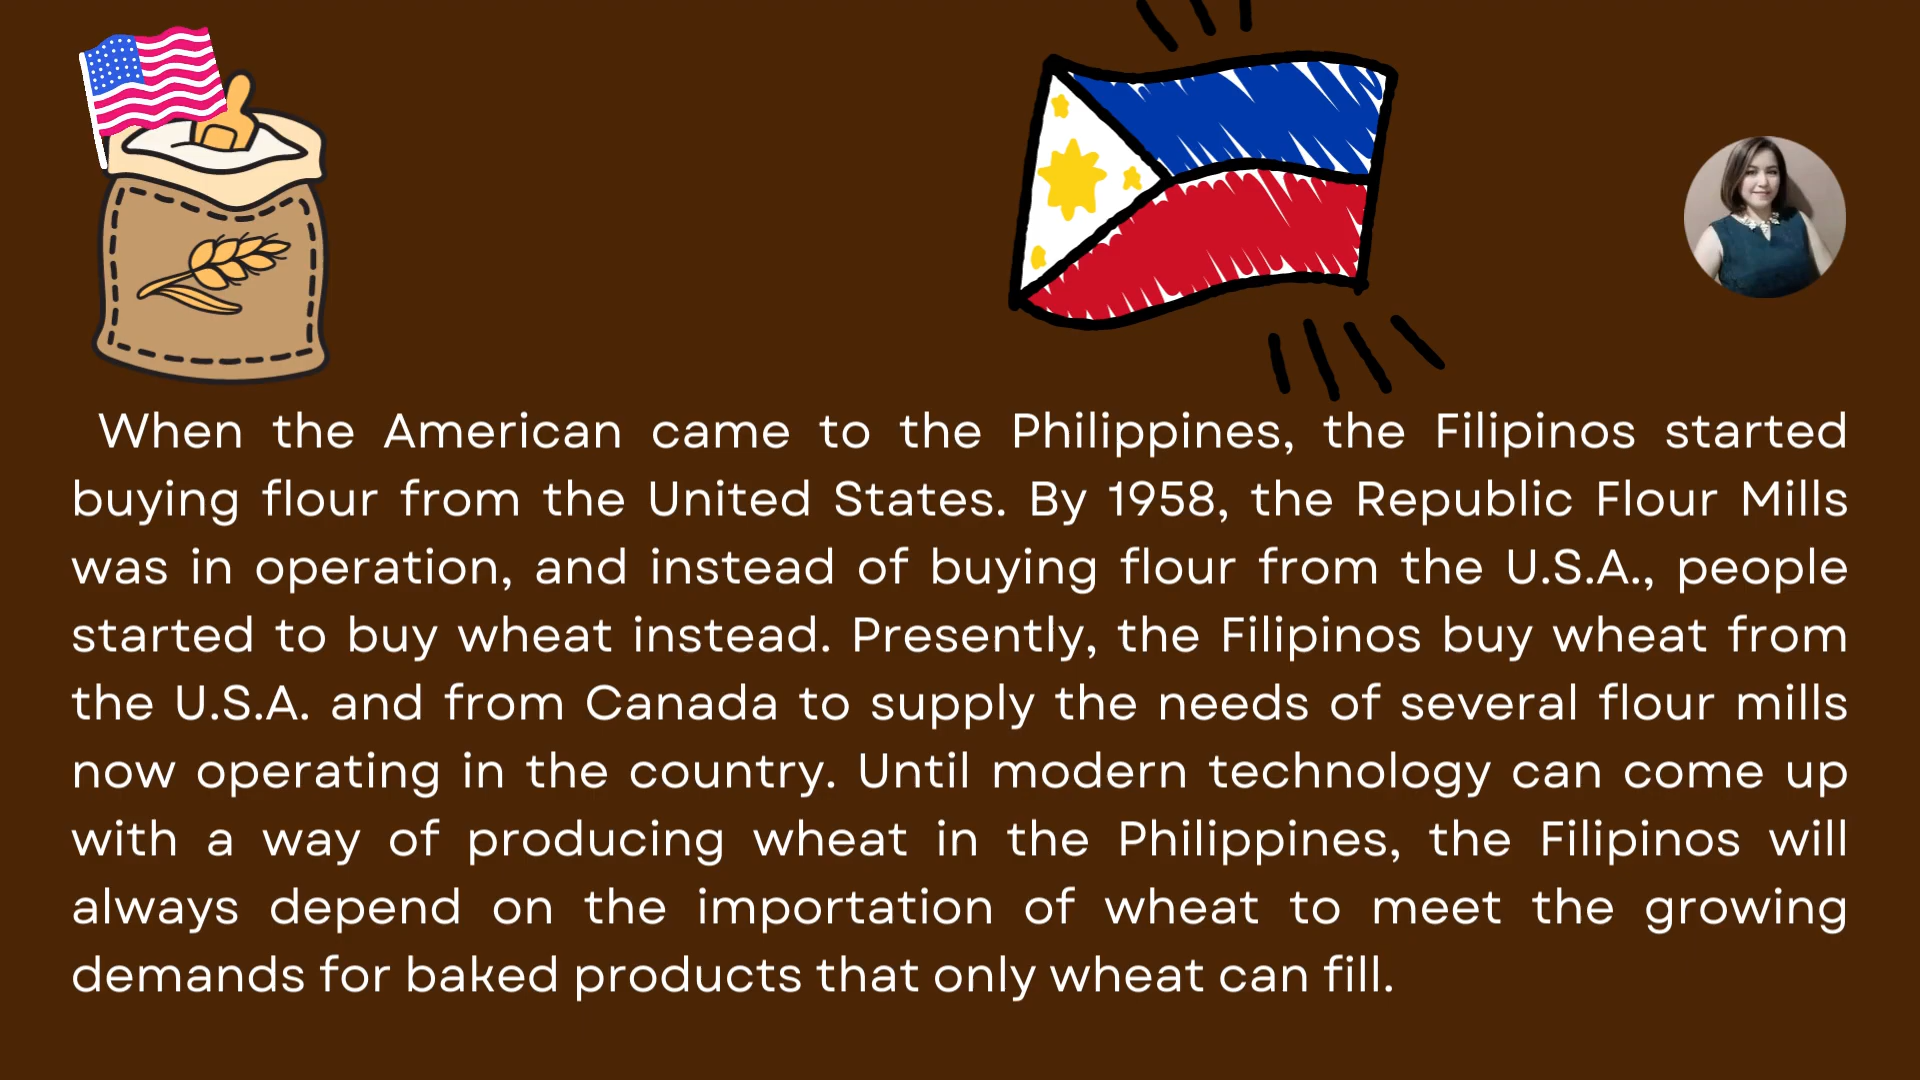 When the American came to the Philippines, the Filipinos started
buying flour from the United States. By 1958, the Republic Flour Mills
was in operation, and instead of buying flour from the U.S.A., people
started to buy wheat instead. Presently, the Filipinos buy wheat from
the U.S.A. and from Canada to supply the needs of several flour mills
now operating in the country. Until modern technology can come up
with a way of producing wheat in the Philippines, the Filipinos will
always depend on the importation of wheat to meet the growing
demands for baked products that only wheat can fill.